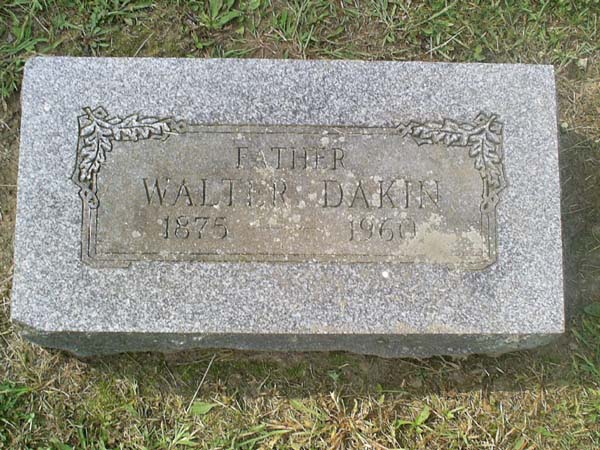 FATHER
WALTER DAKIN
1875 — 1960